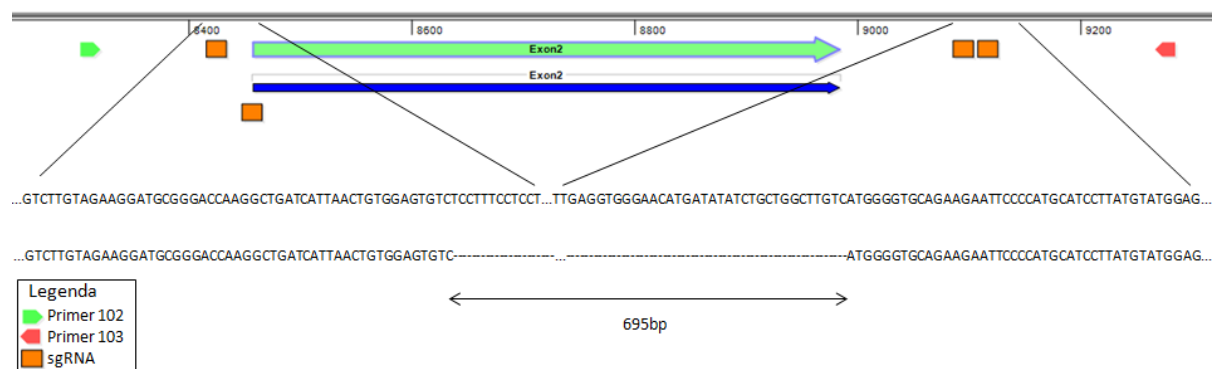 8400 8600 8800 9000 9200
Exon2
Exon2
...GTCTTGTAGAAGGATGCGGGACCAAGGCTGATCATTAACTGTGGAGTGTCTCCTTTCCTCCT...TTGAGGTGGGAACATGATATATCTGCTGGCTTGTCATGGGGTGCAGAAGAATTCCCCATGCATCCTTATGTATGGAG...
...GTCTTGTAGAAGGATGCGGGACCAAGGCTGATCATTAACTGTGGAGTGTC--------------------...--------------------------------------------------------ATGGGGTGCAGAAGAATTCCCCATGCATCCTTATGTATGGAG...
695bp
Legenda
Primer 102
Primer 103
sgRNA